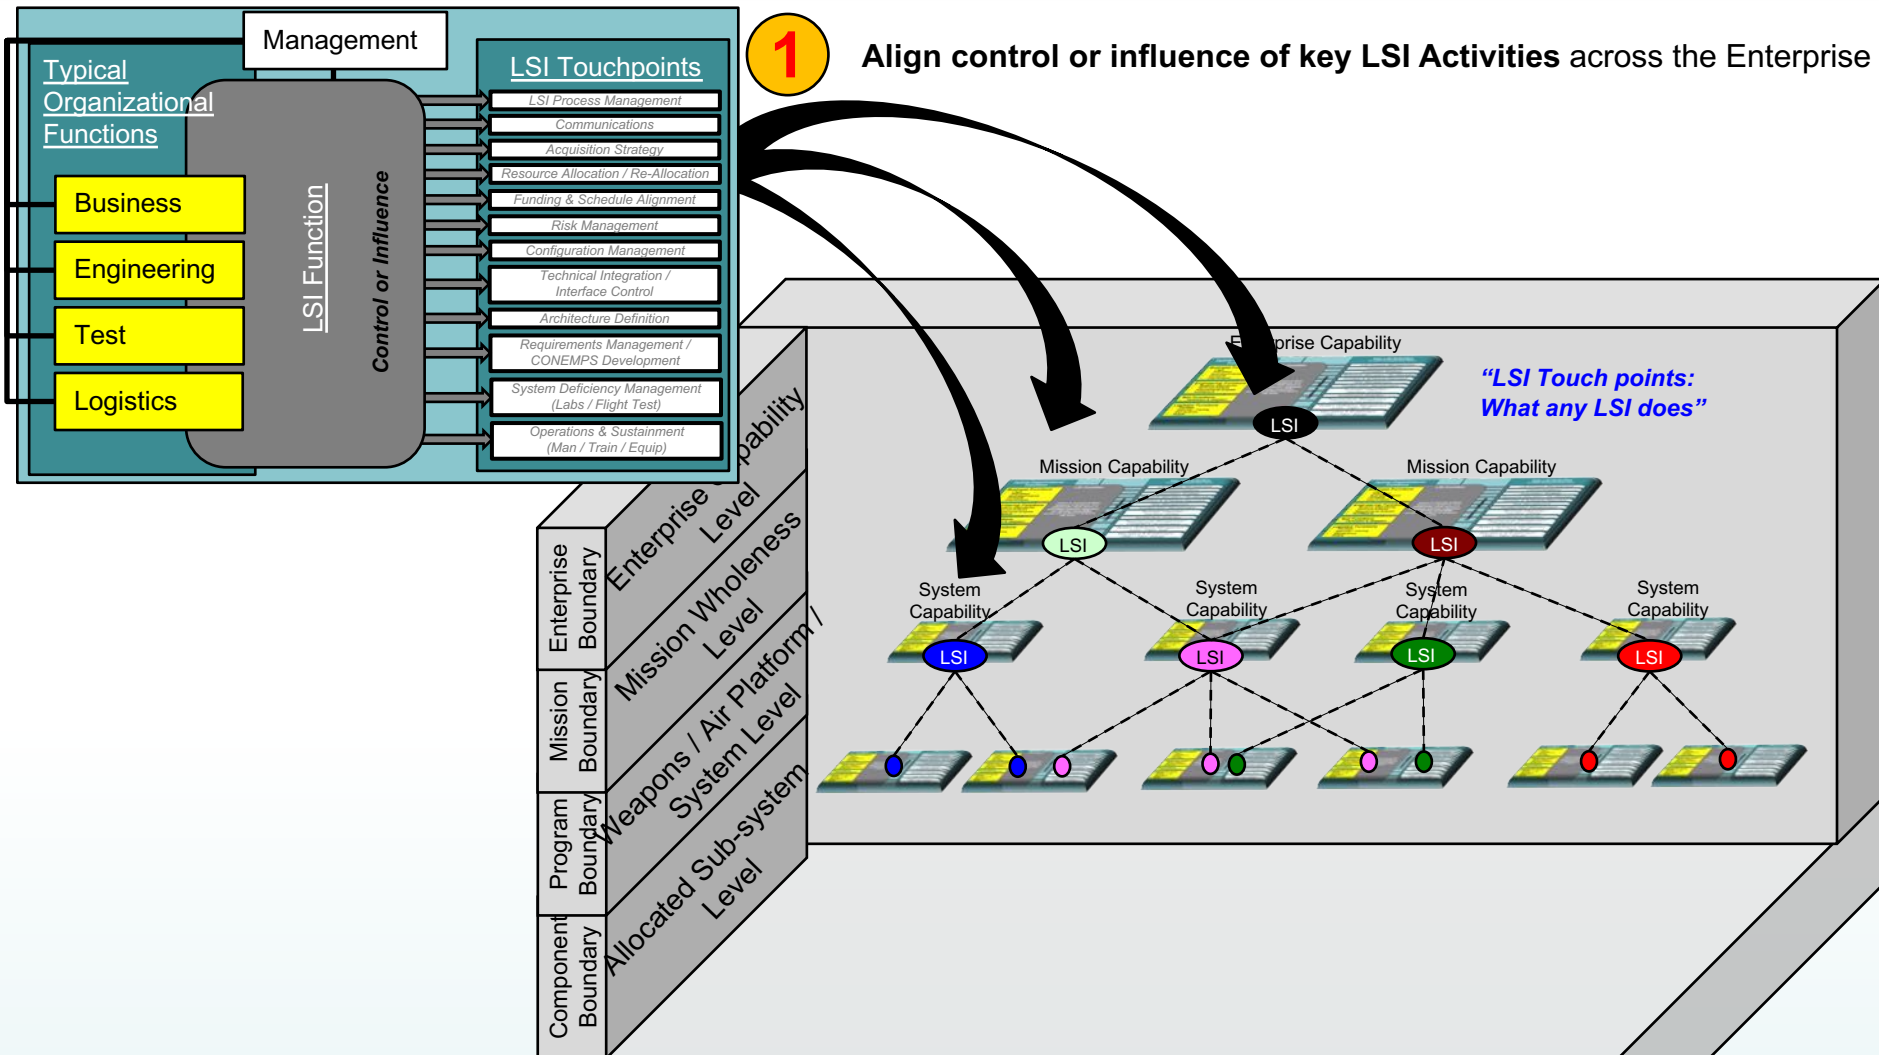 Management
Typical
Organizational
Functions
Business
Engineering
Test
Logistics
LSI Function
Control or Influence
LSI Touchpoints
LSI Process Management
Communications
Acquisition Strategy
Resource Allocation / Re-Allocation
Funding & Schedule Alignment
Risk Management
Configuration Management
Technical Integration /
Interface Control
Architecture Definition
Requirements Management /
CONEMPS Development
System Deficiency Management
(Labs / Flight Test)
Operations & Sustainment
(Man / Train / Equip)
1
Align control or influence of key LSI Activities across the Enterprise
Enterprise Capability
“LSI Touch points:
What any LSI does”
LSI
Mission Capability
Mission Capability
LSI
LSI
System
Capability
System
Capability
System
Capability
System
Capability
LSI
LSI
LSI
LSI
Enterprise
Boundary
Enterprise Capability
Level
Mission
Boundary
Mission Wholeness
Level
Program
Boundary
Weapons / Air Platform /
System Level
Component
Boundary
Allocated Sub-system
Level